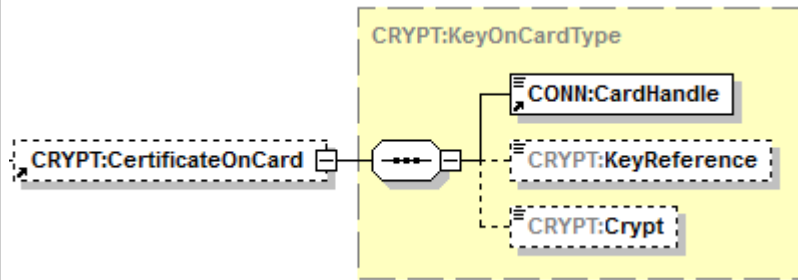 CRYPT:KeyOnCardType
CONN:CardHandle
CRYPT:CertificateOnCard
CRYPT:KeyReference
CRYPT:Crypt